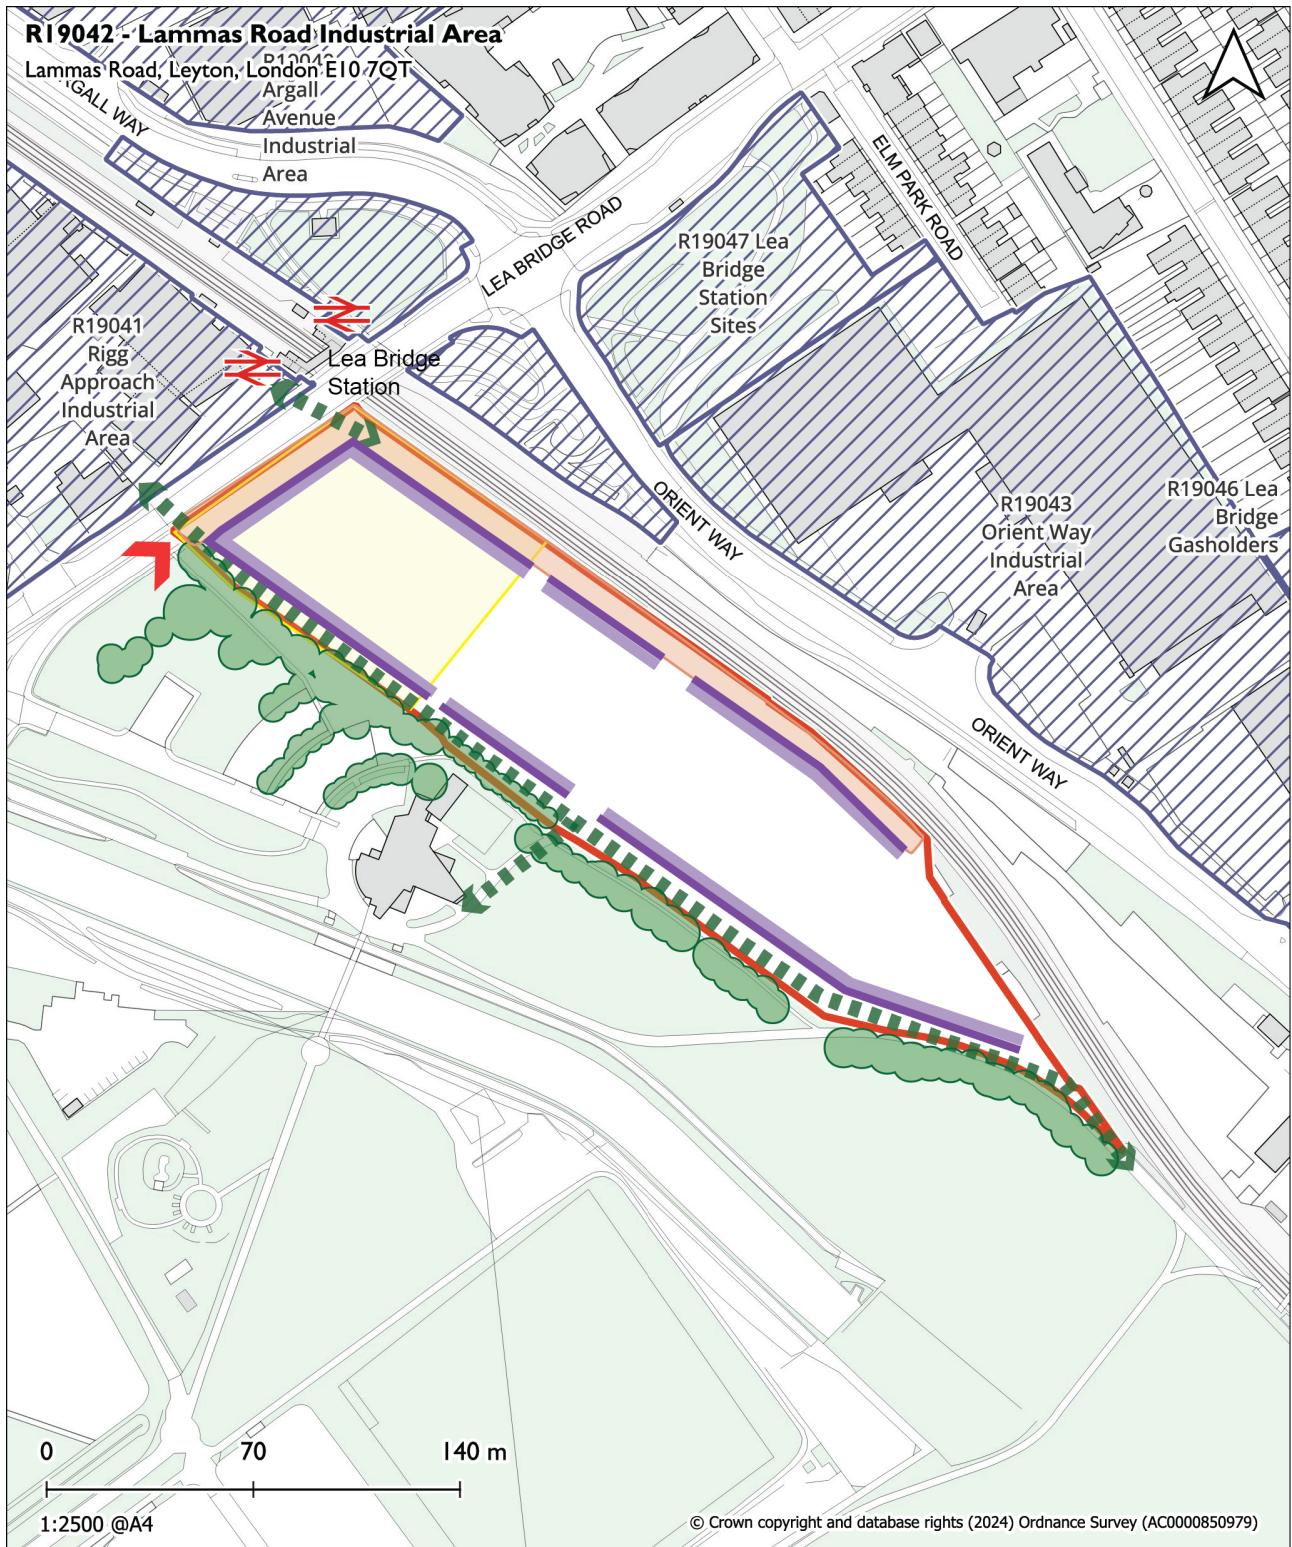 R19042 - Lammas Road Industrial Area
Lammas Road, Leyton, London E10 7QT
R19040
Argall
Avenue
Industrial
Area
ARGALL WAY
LEA BRIDGE ROAD
ELM PARK ROAD
R19047 Lea
Bridge
Station
Sites
R19041
Rigg
Approach
Industrial
Area
Lea Bridge
Station
ORIENT WAY
R19043
Orient Way
Industrial
Area
R19046 Lea
Bridge
Gasholders
ORIENT WAY
0 70 140 m
1:2500 @A4
© Crown copyright and database rights (2024) Ordnance Survey (AC0000850979)